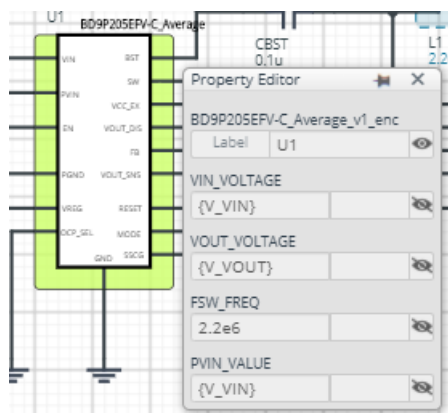 U1
BD9P205EFV-C_Average
VIN
BST
SW
PVIN
VCC_EX
EN
VOUT_DIS
FB
PGND
VOUT_SNS
VREG
RESET
OCP_SEL
MODE
GND
SSCG
CBST
0.1u
L1
2.2
Property Editor
BD9P205EFV-C_Average_v1_enc
Label U1
VIN_VOLTAGE
{V_VIN}
VOUT_VOLTAGE
{V_VOUT}
FSW_FREQ
2.2e6
PVIN_VALUE
{V_VIN}